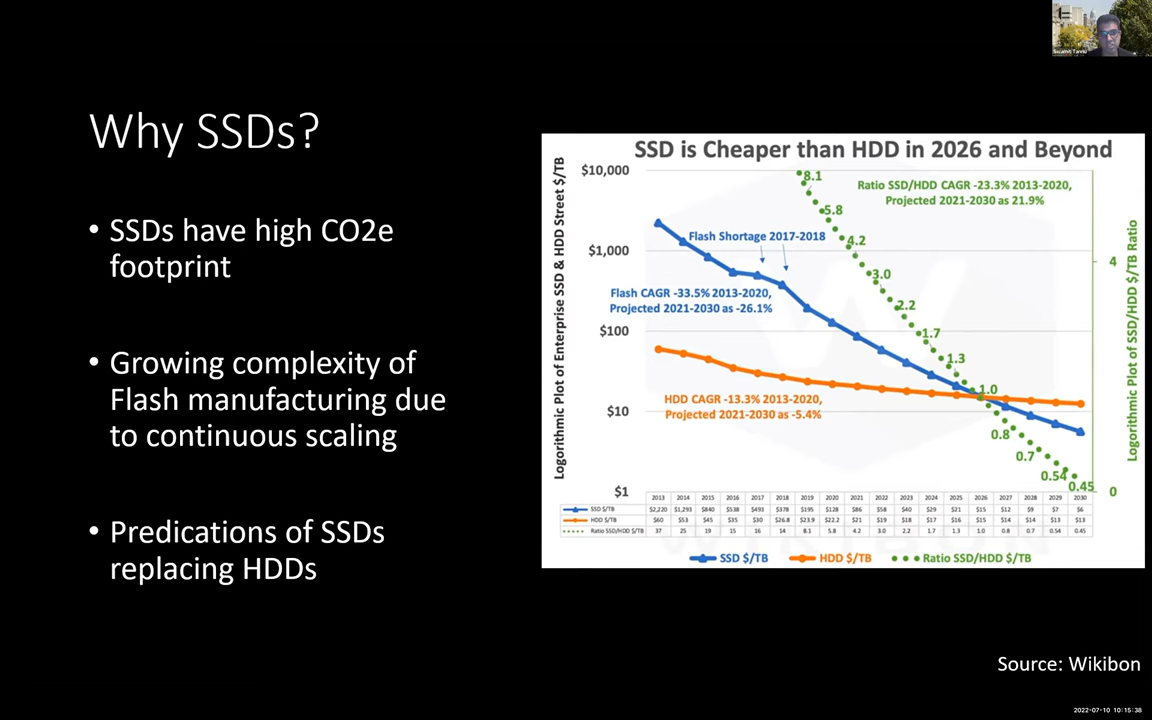 Swamit Tannu
Why SSDs?
• SSDs have high CO2e
footprint
• Growing complexity of
Flash manufacturing due
to continuous scaling
• Predications of SSDs
replacing HDDs
SSD is Cheaper than HDD in 2026 and Beyond
Logorithmic Plot of Enterprise SSD & HDD Street $/TB
$10,000
$1,000
$100
$10
$1
Ratio SSD/HDD CAGR -23.3% 2013-2020,
Projected 2021-2030 as 21.9%
Flash Shortage 2017-2018
Flash CAGR -33.5% 2013-2020,
Projected 2021-2030 as -26.1%
HDD CAGR -13.3% 2013-2020,
Projected 2021-2030 as -5.4%
8.1
5.8
4.2
3.0
2.2
1.7
1.3
1.0
0.8
0.7
0.54
0.45
4
0
Logorithmic Plot of SSD/HDD $/TB Ratio
2013 2014 2015 2016 2017 2018 2019 2020 2021 2022 2023 2024 2025 2026 2027 2028 2029 2030
SSD $/TB $2,220 $1,293 $840 $538 $493 $378 $195 $128 $86 $58 $40 $29 $21 $15 $12 $9 $7 $6
HDD $/TB $60 $53 $45 $35 $30 $26.8 $23.9 $22.2 $21 $19 $18 $17 $16 $15 $14 $14 $13 $13
Ratio SSD/HDD $/TB 37 25 19 15 16 14 8.1 5.8 4.2 3.0 2.2 1.7 1.3 1.0 0.8 0.7 0.54 0.45
SSD $/TB HDD $/TB Ratio SSD/HDD $/TB
Source: Wikibon
2022-07-10 10:15:38